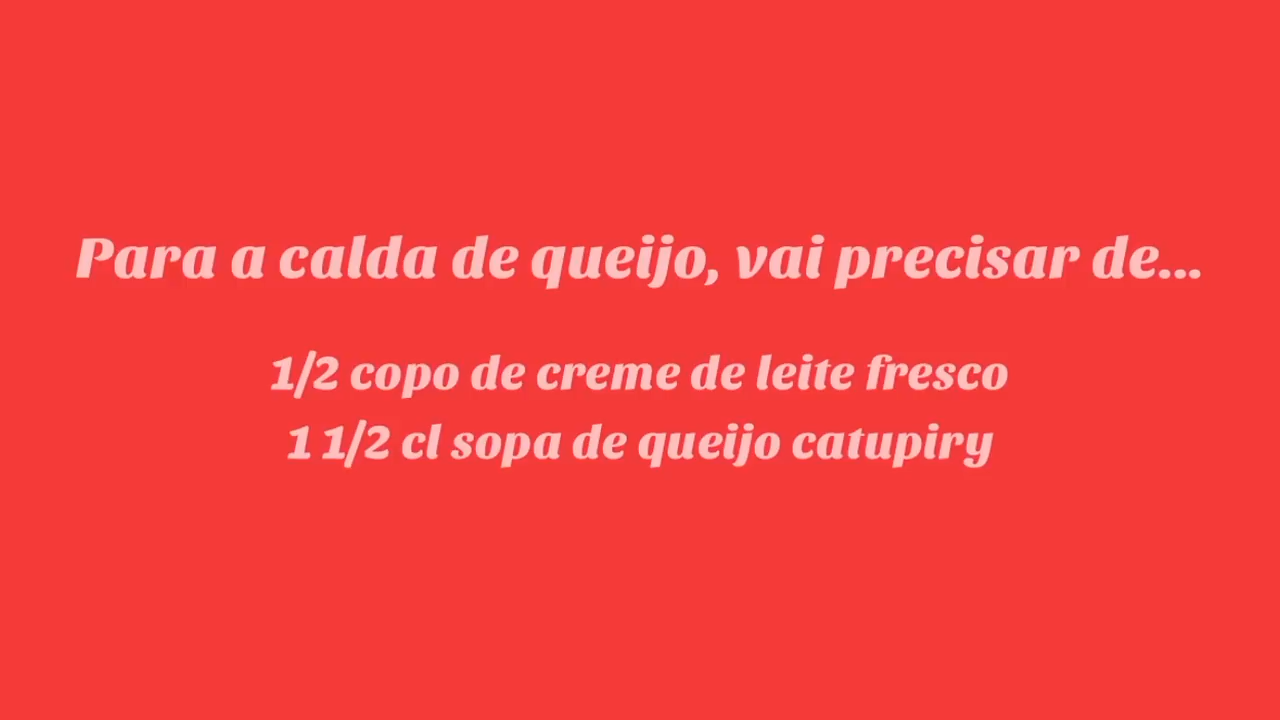 Para a calda de queijo, vai precisar de...
1/2 copo de creme de leite fresco
1 1/2 cl sopa de queijo catupiry